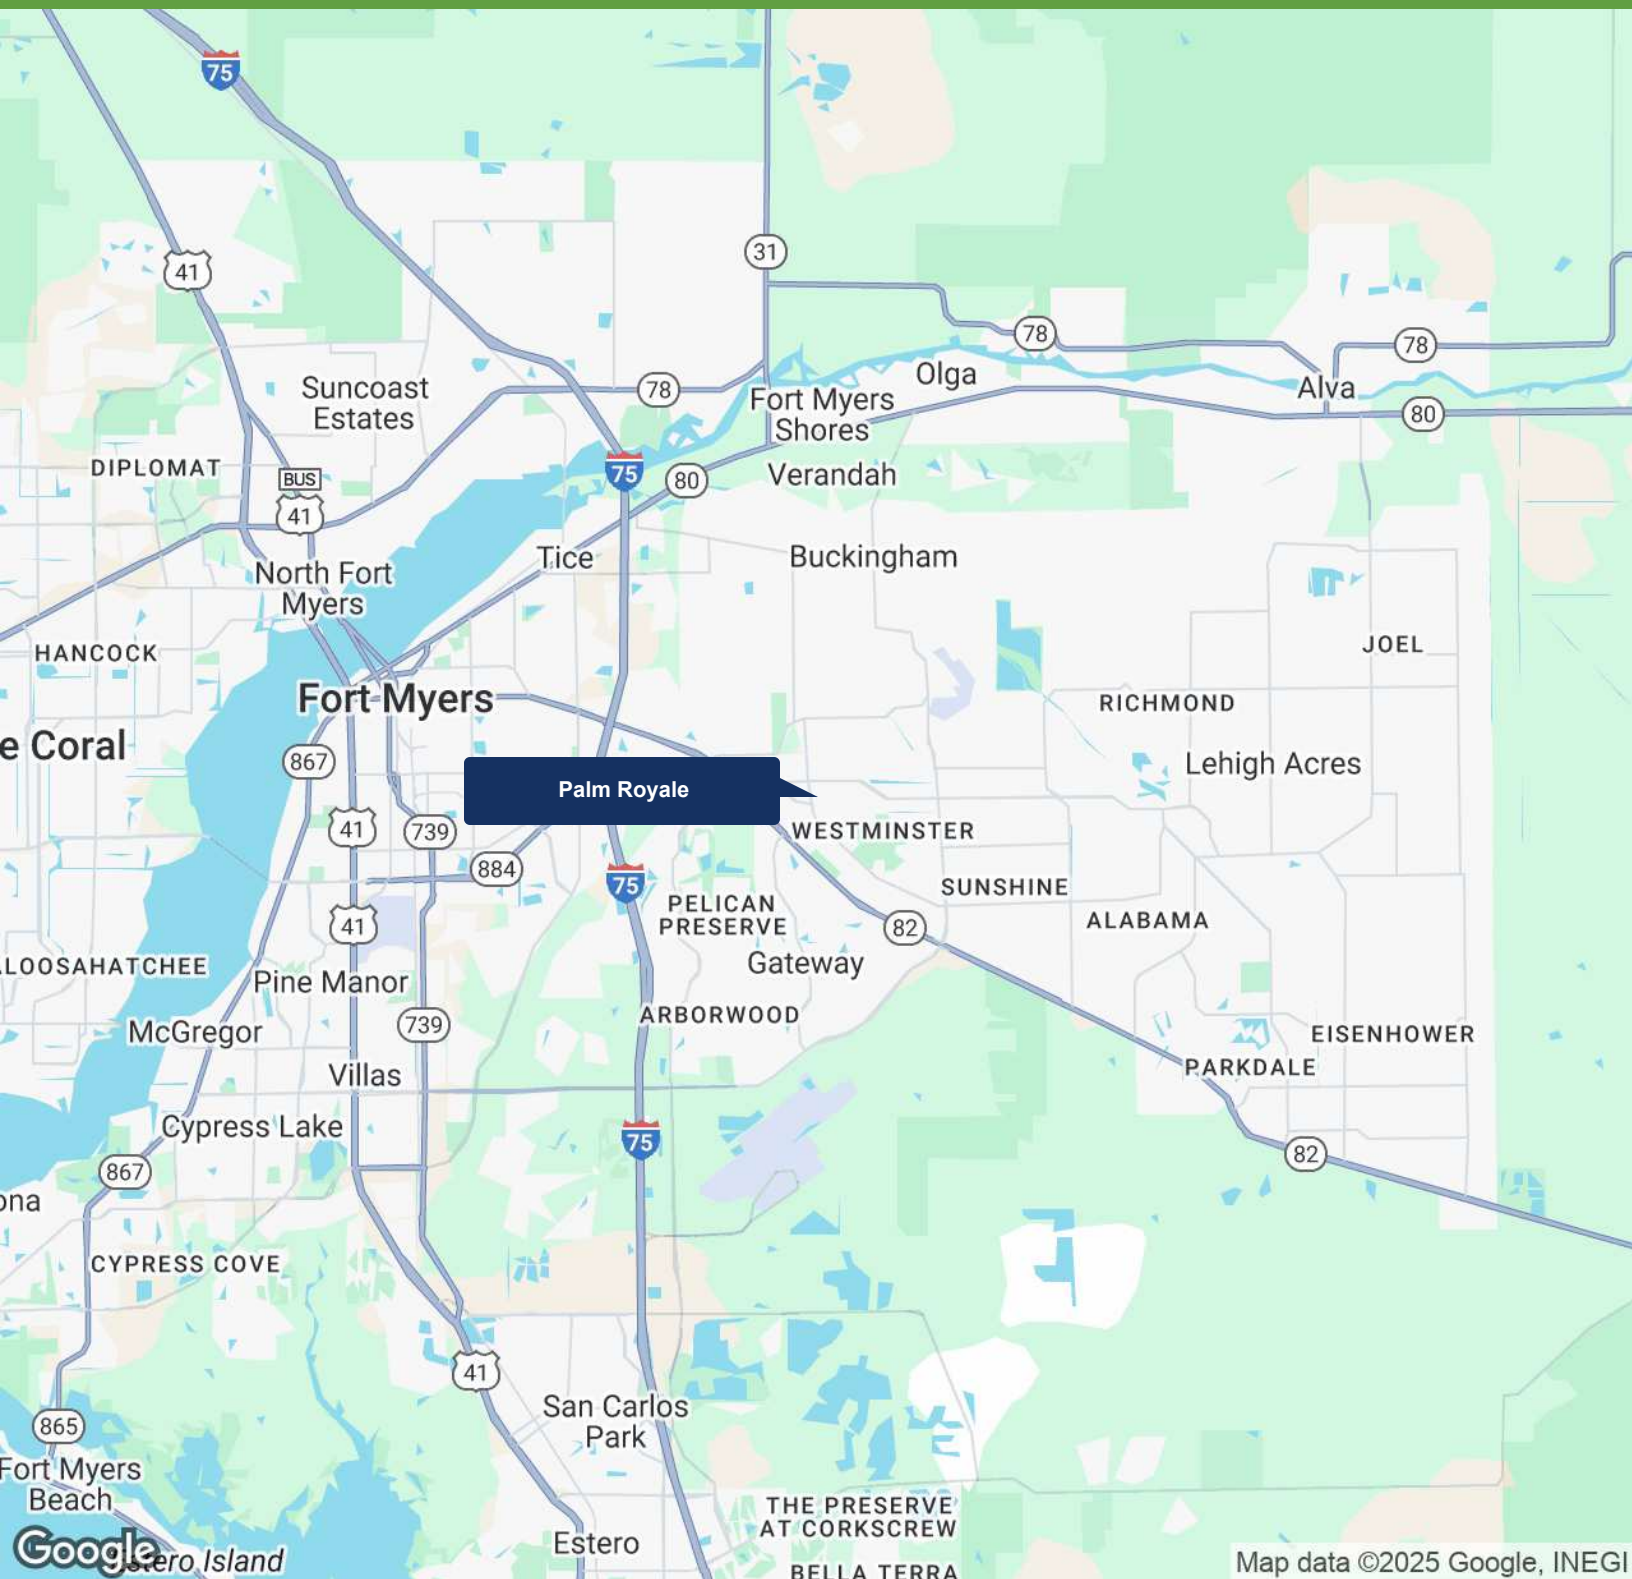 75
31
41
78
78
78
Olga
Suncoast
Estates
Alva
Fort Myers
Shores
80
DIPLOMAT
BUS
41
75
80
Verandah
Tice
Buckingham
North Fort
Myers
HANCOCK
JOEL
Fort Myers
RICHMOND
e Coral
867
Lehigh Acres
Palm Royale
41
739
WESTMINSTER
884
75
SUNSHINE
PELICAN
PRESERVE
41
82
ALABAMA
LOOSAHATCHEE
Gateway
Pine Manor
ARBORWOOD
McGregor
739
EISENHOWER
Villas
PARKDALE
Cypress Lake
75
82
867
ona
CYPRESS COVE
41
San Carlos
Park
865
Fort Myers
Beach
THE PRESERVE
AT CORKSCREW
Estero
Google
Estero Island
BELLA TERRA
Map data ©2025 Google, INEGI